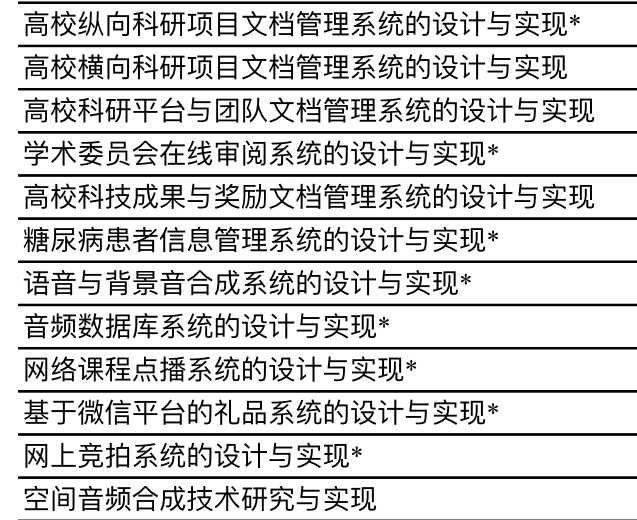 高校纵向科研项目文档管理系统的设计与实现*
高校横向科研项目文档管理系统的设计与实现
高校科研平台与团队文档管理系统的设计与实现
学术委员会在线审阅系统的设计与实现*
高校科技成果与奖励文档管理系统的设计与实现
糖尿病患者信息管理系统的设计与实现*
语音与背景音合成系统的设计与实现*
音频数据库系统的设计与实现*
网络课程点播系统的设计与实现*
基于微信平台的礼品系统的设计与实现*
网上竞拍系统的设计与实现*
空间音频合成技术研究与实现